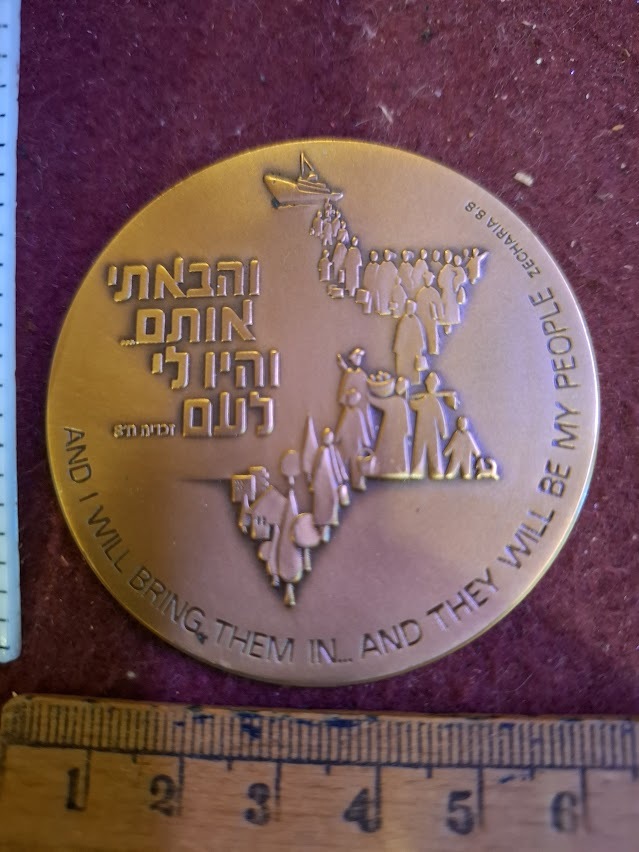 והבאתי
אותם...
והיו לי
לעם זכריה ח'8
AND I WILL BRING THEM IN... AND THEY WILL BE MY PEOPLE ZECHARIA 8,8
1 2 3 4 5 6